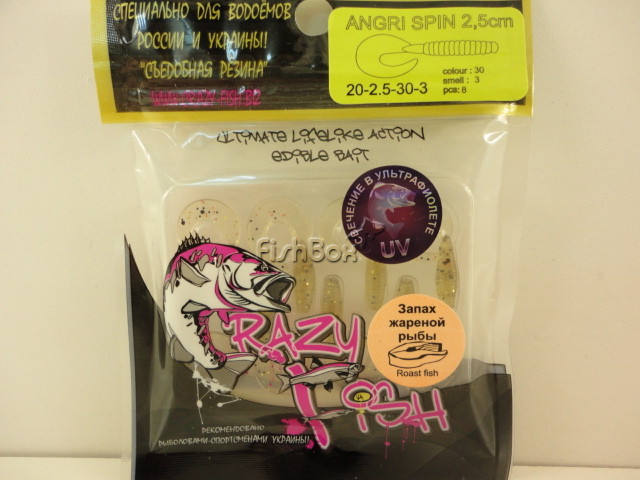 СПЕЦИАЛЬНО ДЛЯ ВОДОЁМОВ
РОССИИ И УКРАИНЫ!
"СЪЕДОБНАЯ РЕЗИНА"
ANGRI SPIN 2,5cm
colour : 30
smell : 3
pcs: 8
20-2.5-30-3
ULTIMATE LIFELIKE ACTION
EDIBLE BAIT
СВЕЧЕНИЕ В УЛЬТРАФИОЛЕТЕ
UV
FishBox
CRAZY
FISH
Запах
жареной
рыбы
Roast fish
РЕКОМЕНДОВАНО
РЫБОЛОВАМИ-СПОРТСМЕНАМИ УКРАИНЫ!